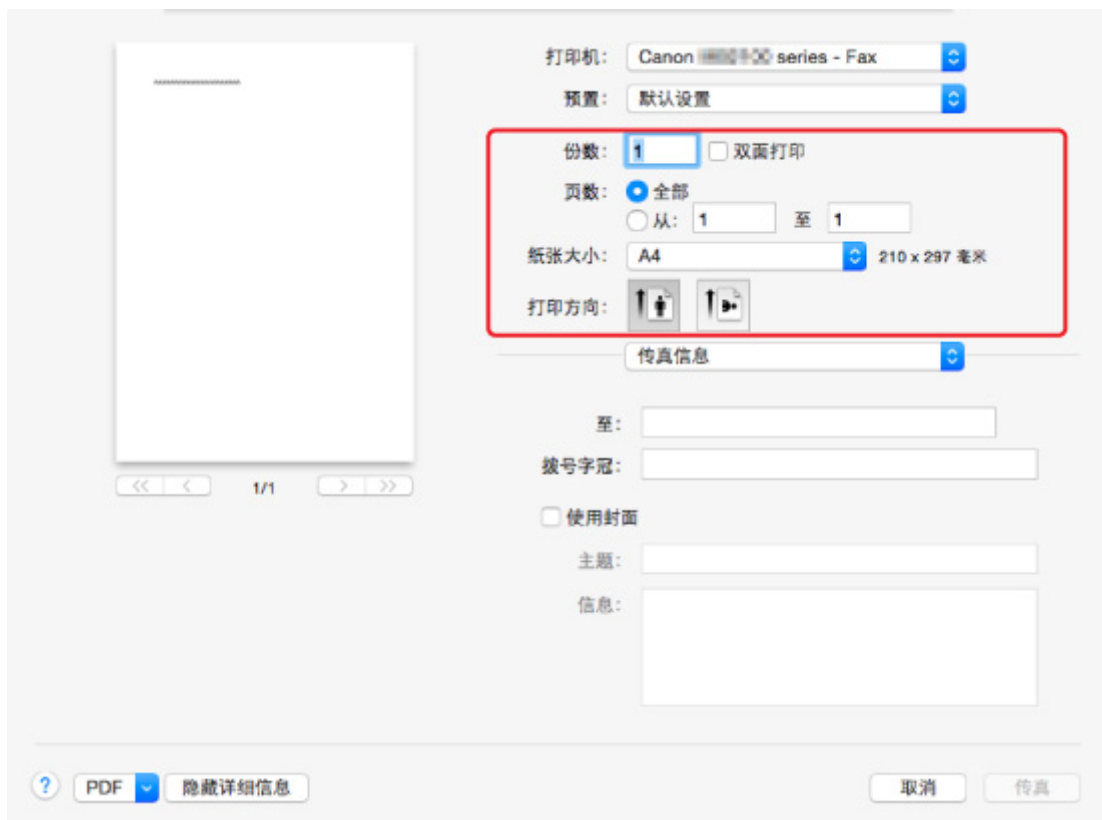 打印机: Canon series - Fax
预置: 默认设置
份数: 1 双面打印
页数: 全部
从: 1 至 1
纸张大小: A4 210 x 297 毫米
打印方向:
传真信息
至:
拨号字冠:
<< < 1/1 > >>
使用封面
主题:
信息:
? PDF 隐藏详细信息 取消 传真